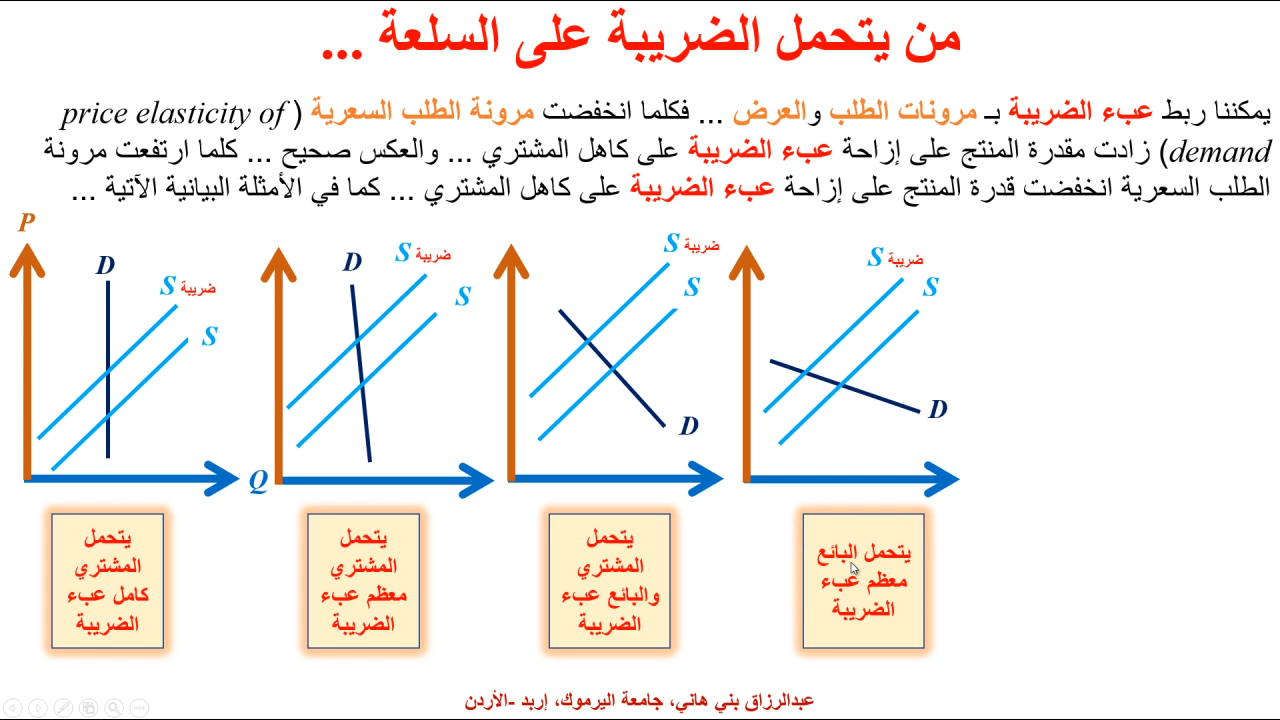 من يتحمل الضريبة على السلعة ...
يمكننا ربط عبء الضريبة بـ مرونات الطلب والعرض ... فكلما انخفضت مرونة الطلب السعرية ( price elasticity of
demand) زادت مقدرة المنتج على إزاحة عبء الضريبة على كاهل المشتري ... والعكس صحيح ... كلما ارتفعت مرونة
الطلب السعرية انخفضت قدرة المنتج على إزاحة عبء الضريبة على كاهل المشتري ... كما في الأمثلة البيانية الآتية ...
P
D
S ضريبة
S
Q
D
S ضريبة
S
S ضريبة
S
D
S ضريبة
S
D
يتحمل
المشتري
كامل عبء
الضريبة
يتحمل
المشتري
معظم عبء
الضريبة
يتحمل
المشتري
والبائع عبء
الضريبة
يتحمل البائع
معظم عبء
الضريبة
عبدالرزاق بني هاني، جامعة اليرموك، إربد -الأردن